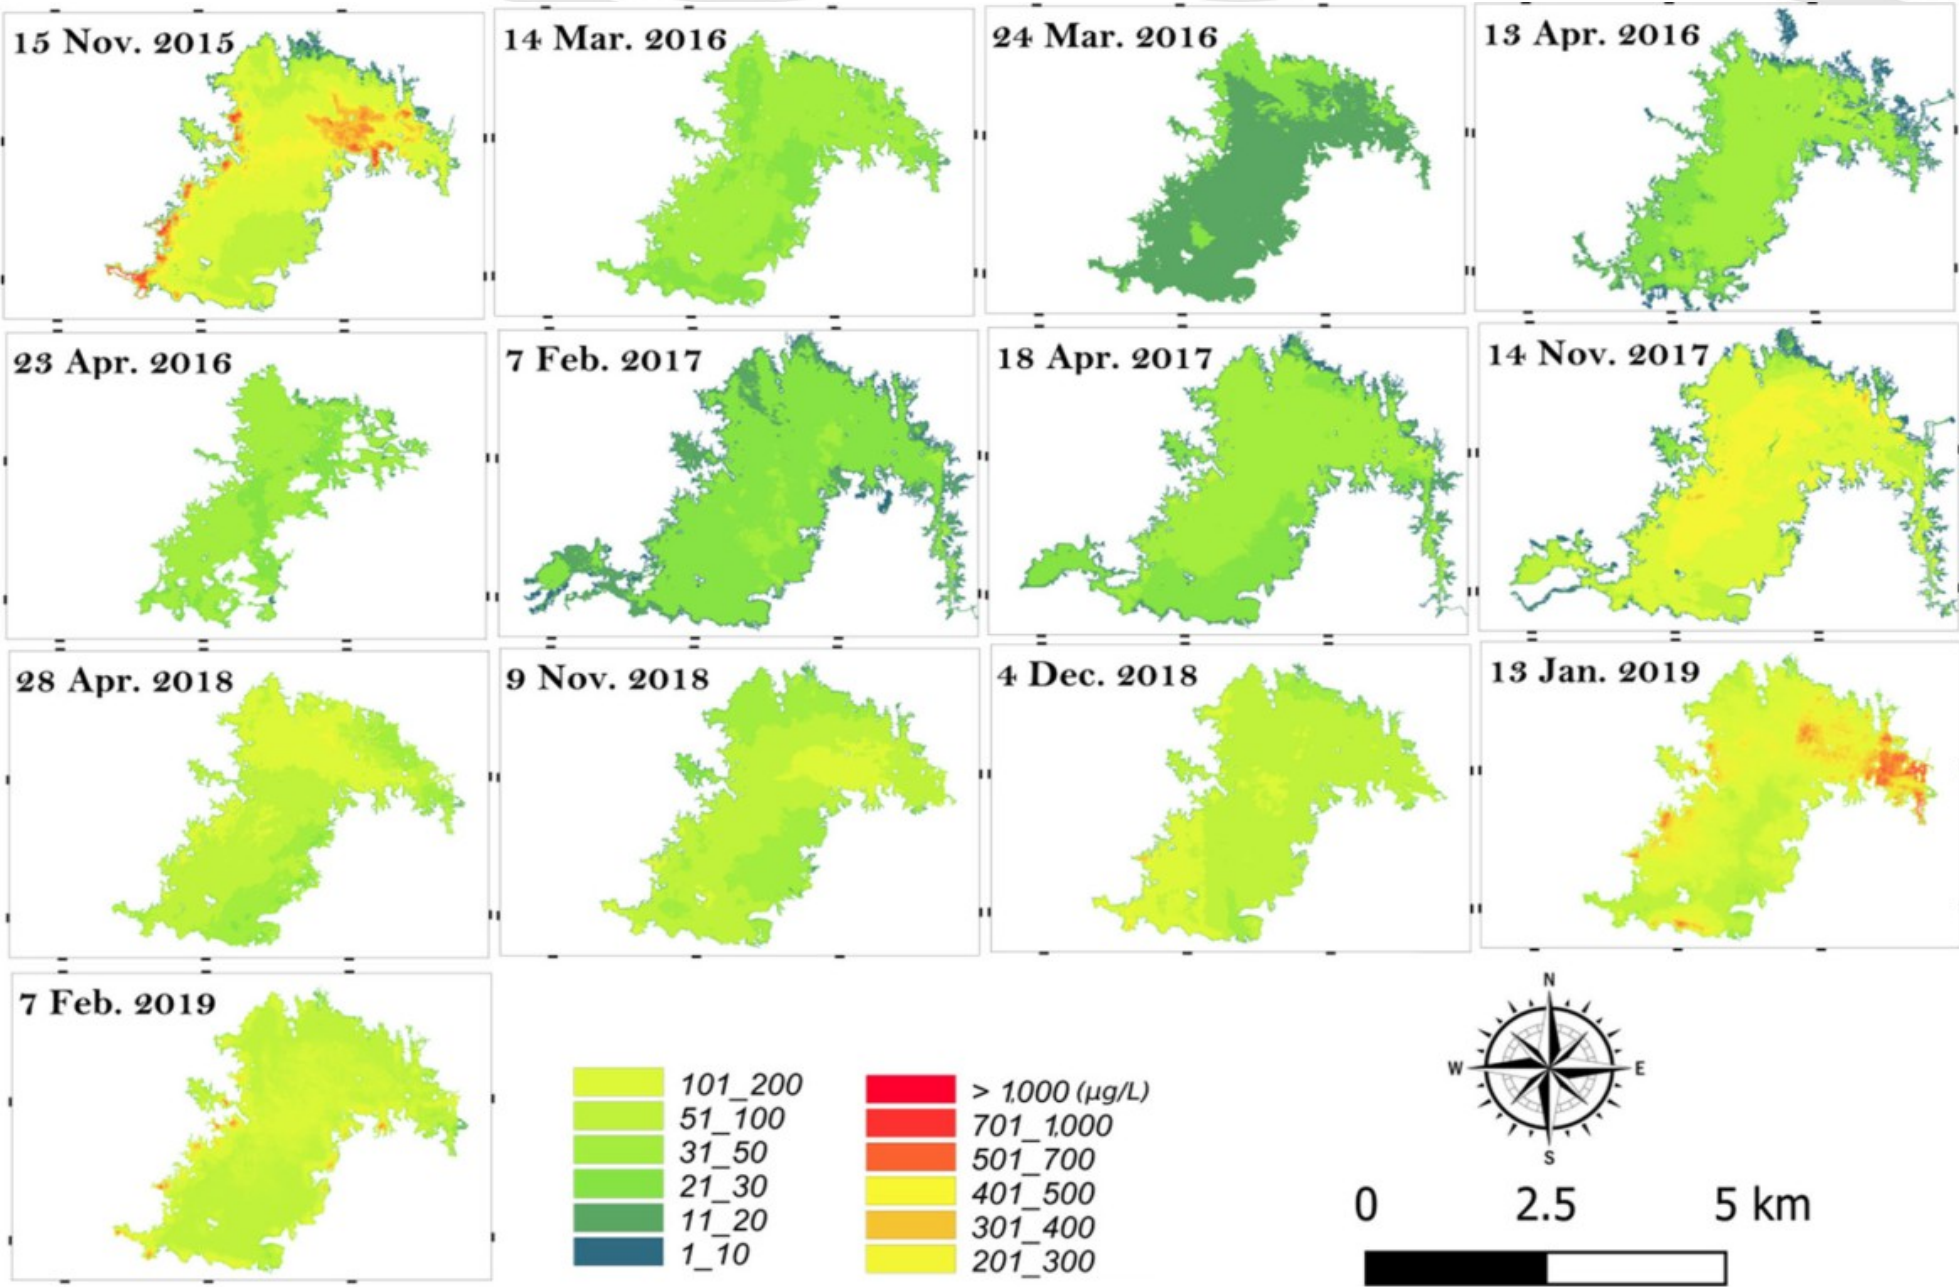 15 Nov. 2015
14 Mar. 2016
24 Mar. 2016
13 Apr. 2016
23 Apr. 2016
7 Feb. 2017
18 Apr. 2017
14 Nov. 2017
28 Apr. 2018
9 Nov. 2018
4 Dec. 2018
13 Jan. 2019
7 Feb. 2019
101_200
51_100
31_50
21_30
11_20
1_10
> 1,000 (µg/L)
701_1,000
501_700
401_500
301_400
201_300
N
W E
S
0 2.5 5 km